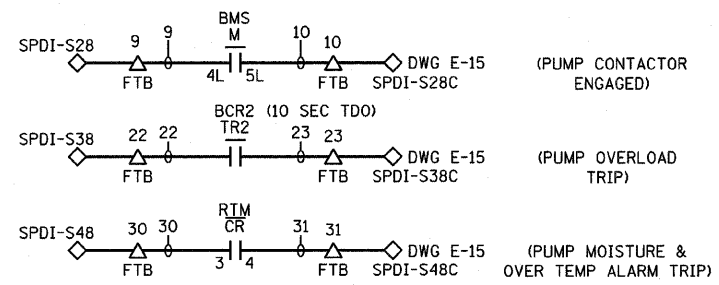 BMS
M
SPDI-S28 9 9 10 10 DWG E-15 (PUMP CONTACTOR
FTB 4L 5L FTB SPDI-S28C ENGAGED)
BCR2 (10 SEC TDO)
TR2
SPDI-S38 22 22 23 23 DWG E-15 (PUMP OVERLOAD
FTB FTB SPDI-S38C TRIP)
RTM
CR
SPDI-S48 30 30 31 31 DWG E-15 (PUMP MOISTURE &
FTB 3 4 FTB SPDI-S48C OVER TEMP ALARM TRIP)